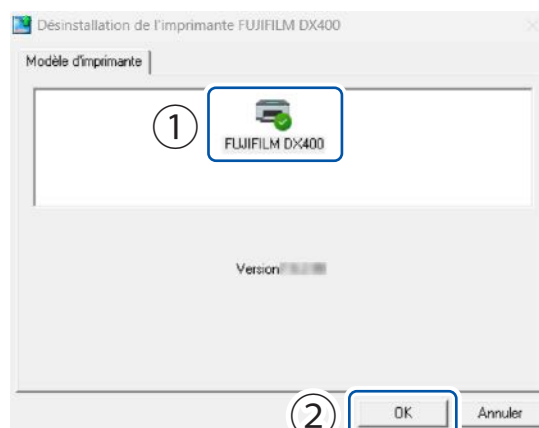 Désinstallation de l'imprimante FUJIFILM DX400
Modèle d'imprimante
1
FUJIFILM DX400
Version
2
OK
Annuler